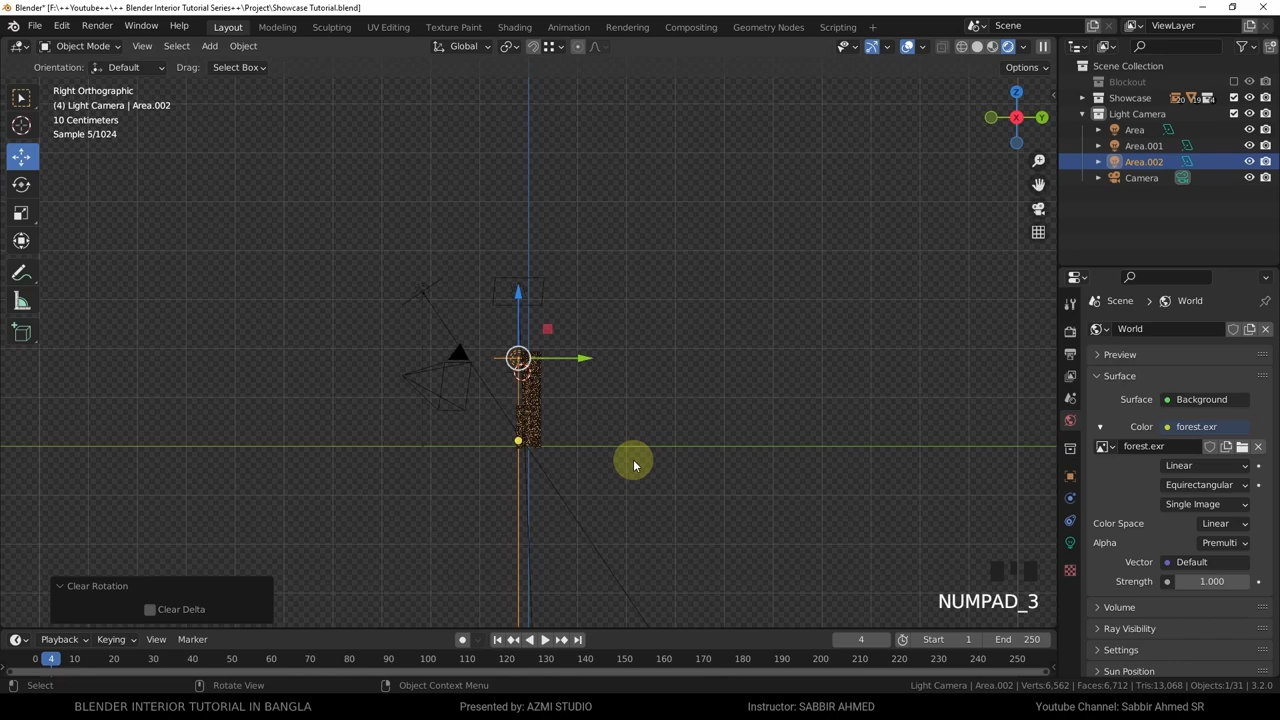 Blender* [F:\++Youtube++\++ Blender Interior Tutorial Series++\Project\Showcase Tutorial.blend]
File Edit Render Window Help Layout Modeling Sculpting UV Editing Texture Paint Shading Animation Rendering Compositing Geometry Nodes Scripting Scene ViewLayer
Object Mode View Select Add Object Global
Orientation: Default Drag: Select Box Options
Right Orthographic
(4) Light Camera | Area.002
10 Centimeters
Sample 5/1024
Z
X
Y
Scene Collection
Blockout
Showcase 20 19 4
Light Camera
Area
Area.001
Area.002
Camera
Scene World
World
Preview
Surface
Surface Background
Color forest.exr
forest.exr
Linear
Equirectangular
Single Image
Color Space Linear
Alpha Premulti
Vector Default
Strength 1.000
Volume
Ray Visibility
Settings
Sun Position
Clear Rotation
Clear Delta
NUMPAD_3
Playback Keying View Marker 4 Start 1 End 250
0 4 10 20 30 40 50 60 70 80 90 100 110 120 130 140 150 160 170 180 190 200 210 220 230 240 250
Select Rotate View Object Context Menu Light Camera | Area.002 | Verts:6,562 | Faces:6,712 | Tris:13,068 | Objects:1/31 | 3.2.0
BLENDER INTERIOR TUTORIAL IN BANGLA Presented by: AZMI STUDIO Instructor: SABBIR AHMED Youtube Channel: Sabbir Ahmed SR